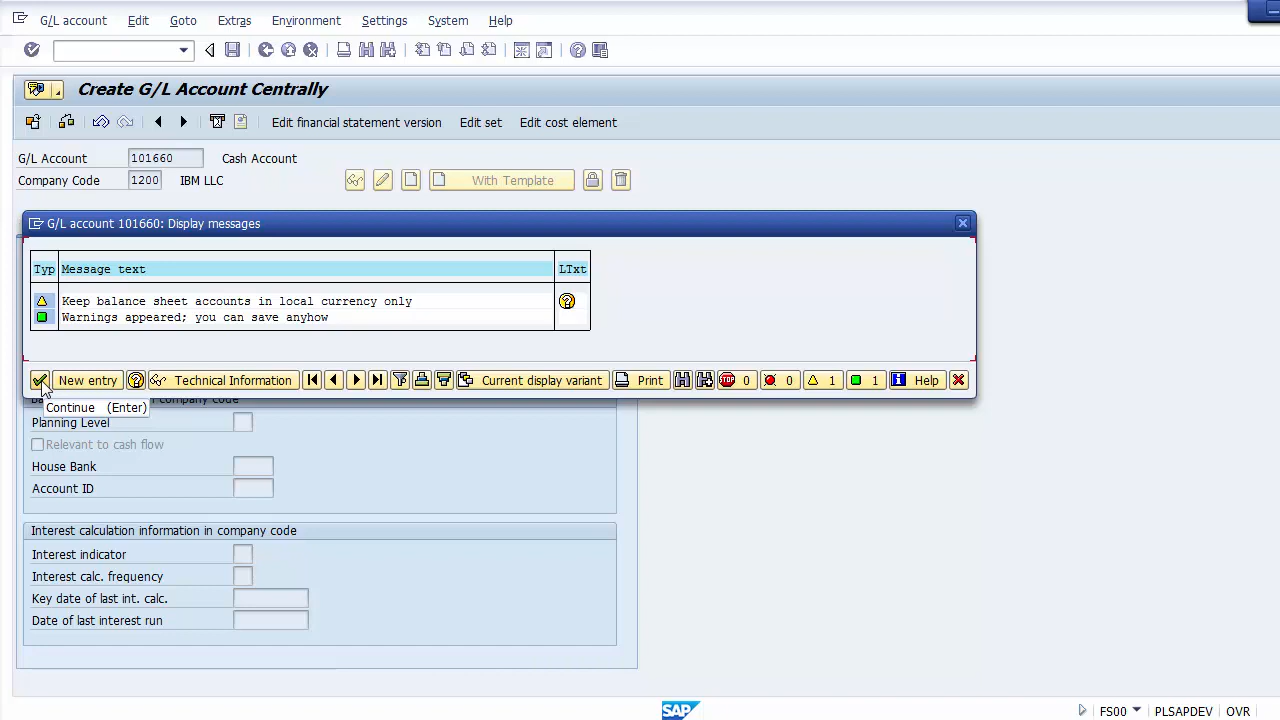 G/L account Edit Goto Extras Environment Settings System Help
Create G/L Account Centrally
Edit financial statement version Edit set Edit cost element
G/L Account 101660 Cash Account
Company Code 1200 IBM LLC With Template
G/L account 101660: Display messages
Typ Message text LTxt
Keep balance sheet accounts in local currency only
Warnings appeared; you can save anyhow
New entry Technical Information Current display variant Print STOP 0 0 1 1 Help
company code
Continue (Enter)
Planning Level
Relevant to cash flow
House Bank
Account ID
Interest calculation information in company code
Interest indicator
Interest calc. frequency
Key date of last int. calc.
Date of last interest run
SAP FS00 PLSAPDEV OVR